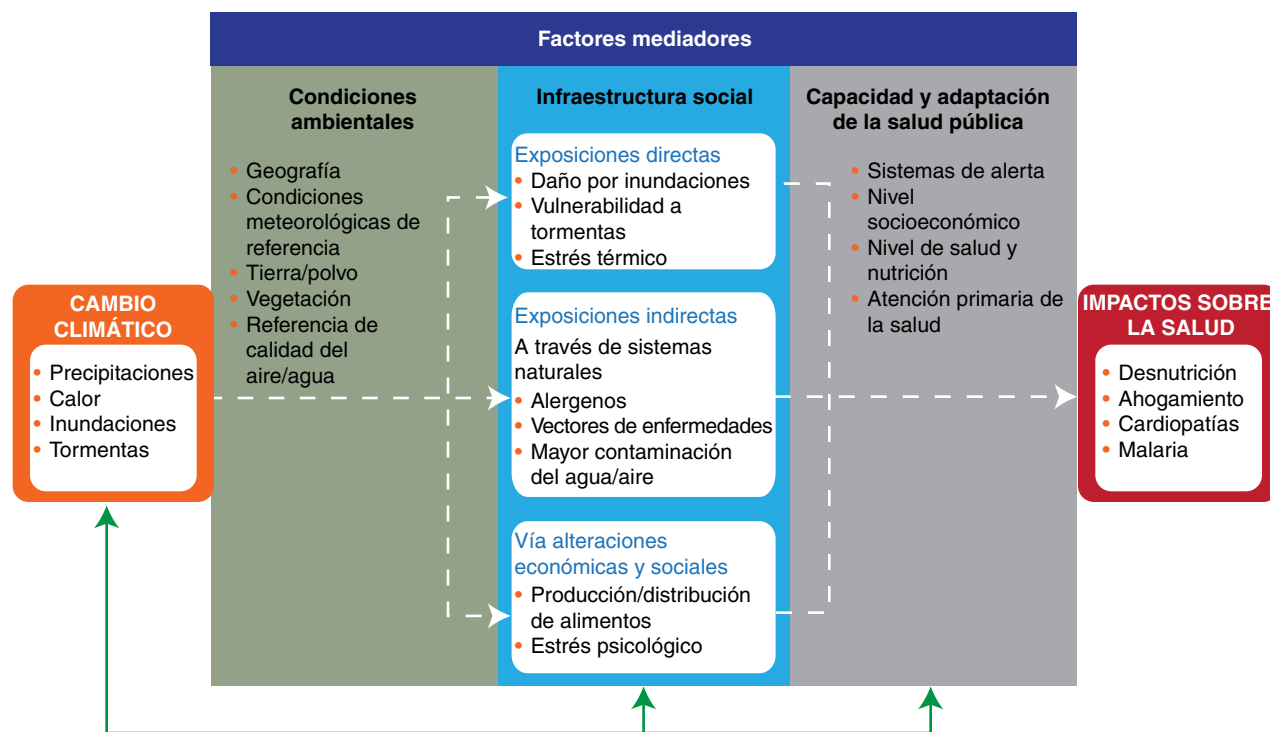 Factores mediadores
Condiciones
ambientales
Geografía
Condiciones
meteorológicas de
referencia
Tierra/polvo
Vegetación
Referencia de
calidad del
aire/agua
Infraestructura social
Exposiciones directas
Daño por inundaciones
Vulnerabilidad a
tormentas
Estrés térmico
Exposiciones indirectas
A través de sistemas
naturales
Alergenos
Vectores de enfermedades
Mayor contaminación
del agua/aire
Vía alteraciones
económicas y sociales
Producción/distribución
de alimentos
Estrés psicológico
Capacidad y adaptación
de la salud pública
Sistemas de alerta
Nivel
socioeconómico
Nivel de salud y
nutrición
Atención primaria de
la salud
CAMBIO
CLIMÁTICO
Precipitaciones
Calor
Inundaciones
Tormentas
IMPACTOS SOBRE
LA SALUD
Desnutrición
Ahogamiento
Cardiopatías
Malaria